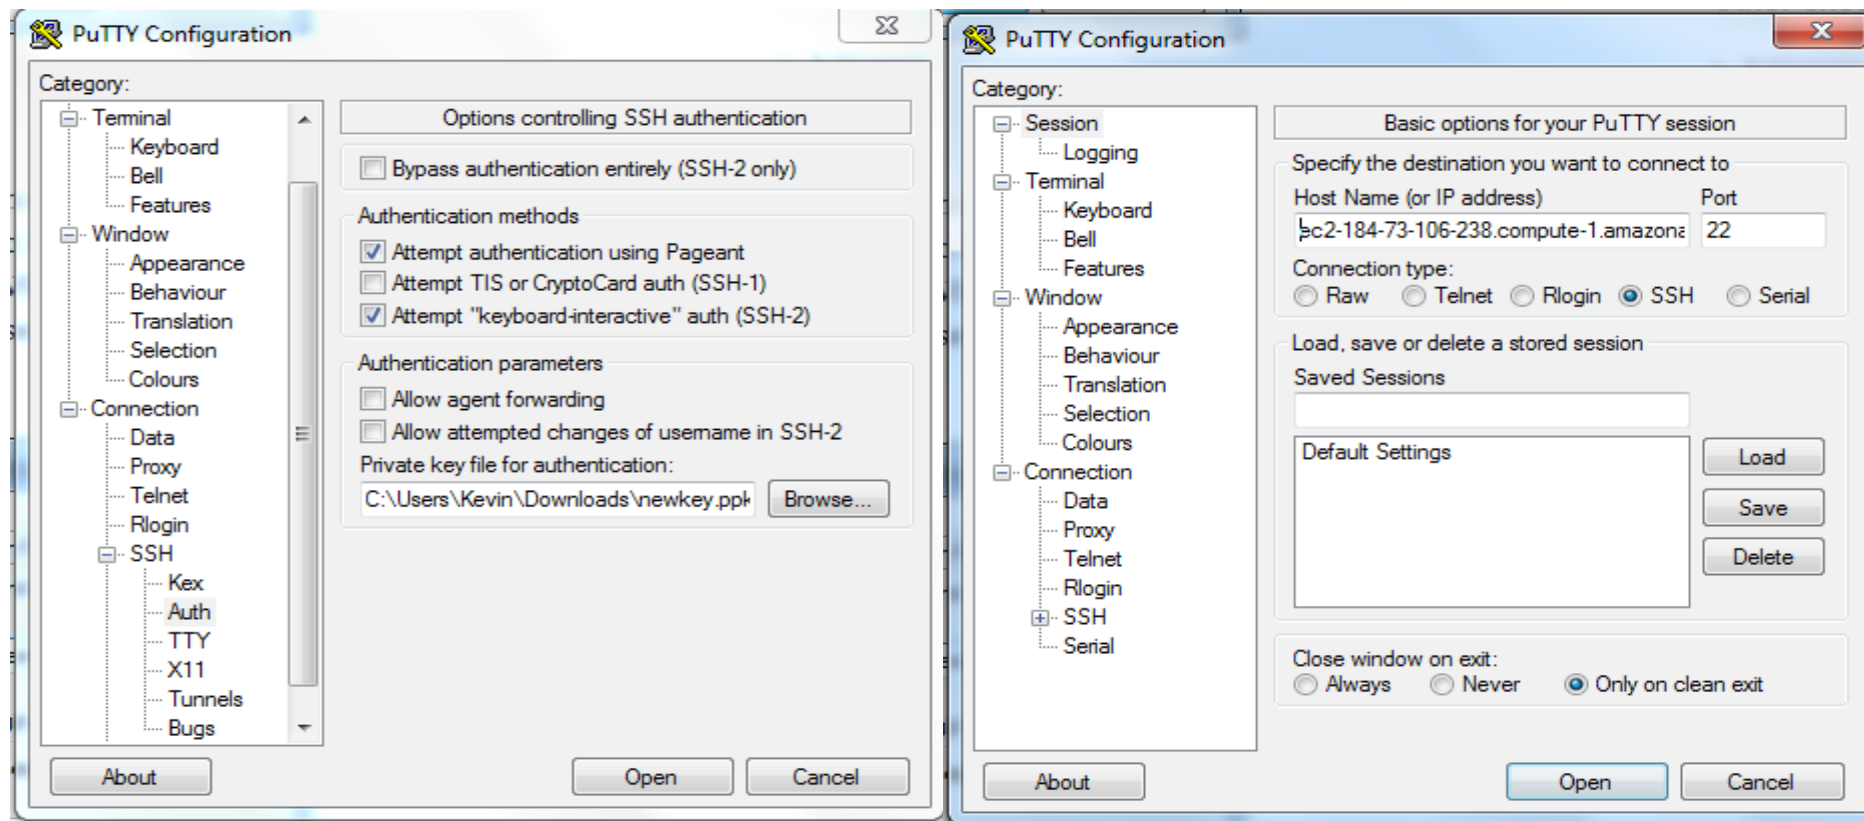 PuTTY Configuration
Category:
Terminal
Keyboard
Bell
Features
Window
Appearance
Behaviour
Translation
Selection
Colours
Connection
Data
Proxy
Telnet
Rlogin
SSH
Kex
Auth
TTY
X11
Tunnels
Bugs
Options controlling SSH authentication
Bypass authentication entirely (SSH-2 only)
Authentication methods
Attempt authentication using Pageant
Attempt TIS or CryptoCard auth (SSH-1)
Attempt "keyboard-interactive" auth (SSH-2)
Authentication parameters
Allow agent forwarding
Allow attempted changes of username in SSH-2
Private key file for authentication:
C:\Users\Kevin\Downloads\newkey.ppk Browse...
About Open Cancel
PuTTY Configuration
Category:
Session
Logging
Terminal
Keyboard
Bell
Features
Window
Appearance
Behaviour
Translation
Selection
Colours
Connection
Data
Proxy
Telnet
Rlogin
SSH
Serial
Basic options for your PuTTY session
Specify the destination you want to connect to
Host Name (or IP address) Port
ec2-184-73-106-238.compute-1.amazona 22
Connection type:
Raw Telnet Rlogin SSH Serial
Load, save or delete a stored session
Saved Sessions
Default Settings
Load
Save
Delete
Close window on exit:
Always Never Only on clean exit
About Open Cancel